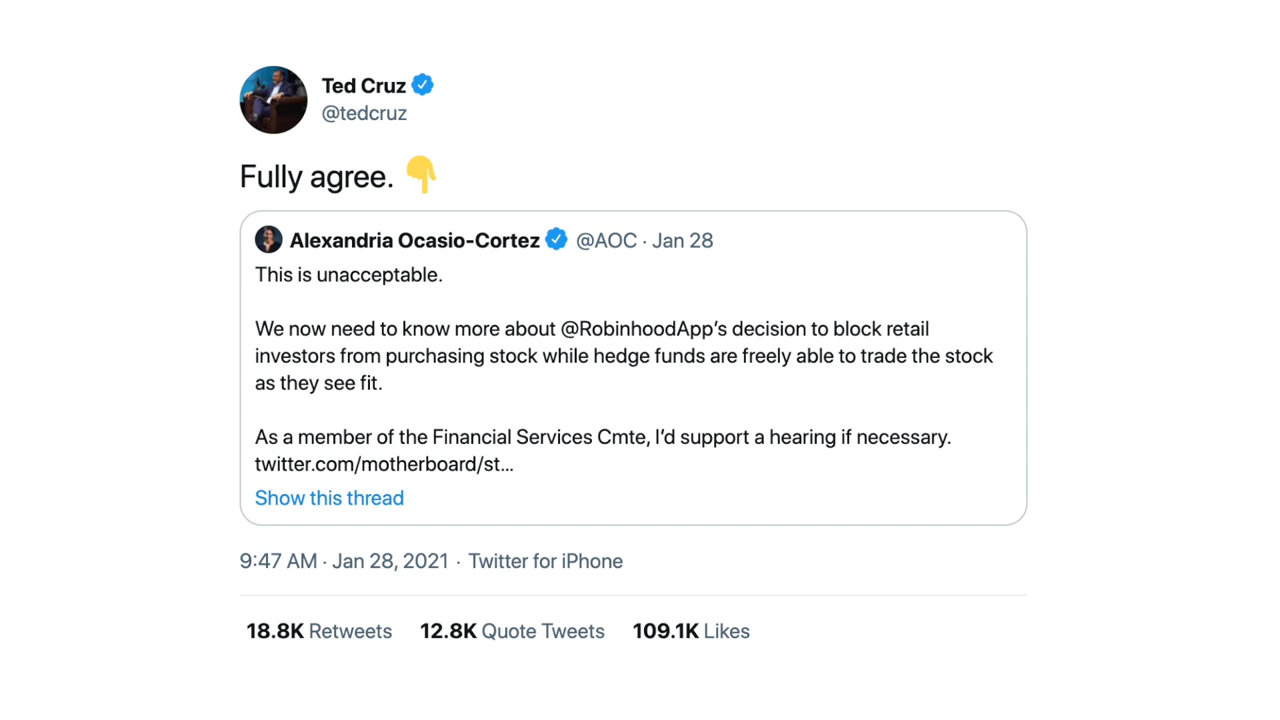 Ted Cruz
@tedcruz
Fully agree. 👇
Alexandria Ocasio-Cortez @AOC · Jan 28
This is unacceptable.
We now need to know more about @RobinhoodApp's decision to block retail
investors from purchasing stock while hedge funds are freely able to trade the stock
as they see fit.
As a member of the Financial Services Cmte, I'd support a hearing if necessary.
twitter.com/motherboard/st...
Show this thread
9:47 AM · Jan 28, 2021 · Twitter for iPhone
18.8K Retweets 12.8K Quote Tweets 109.1K Likes